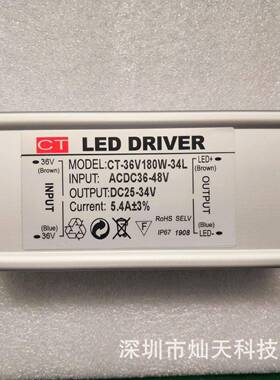 CT
LED DRIVER
MODEL:CT-36V180W-34L
INPUT: ACDC36-48V
OUTPUT:DC25-34V
Current: 5.4A±3%
36V
(Brown)
INPUT
(Blue)
36V
LED+
(Brown)
OUTPUT
(Blue)
LED-
F
RoHS SELV
IP67 1908
深圳市灿天科技